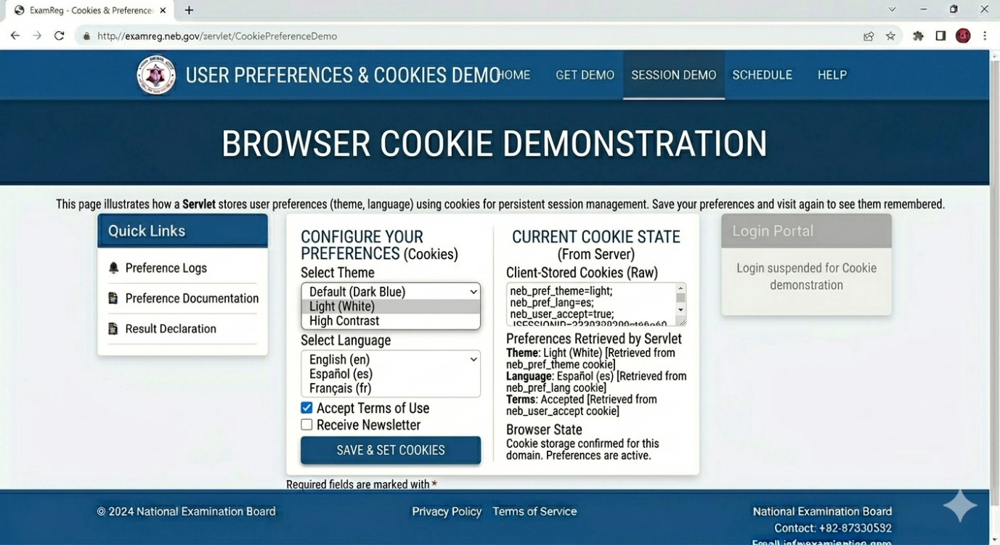 ExamReg - Cookies & Preference
http://examreg.neb.gov/servlet/CookiePreferenceDemo
USER PREFERENCES & COOKIES DEMO
HOME
GET DEMO
SESSION DEMO
SCHEDULE
HELP
BROWSER COOKIE DEMONSTRATION
This page illustrates how a Servlet stores user preferences (theme, language) using cookies for persistent session management. Save your preferences and visit again to see them remembered.
Quick Links
Preference Logs
Preference Documentation
Result Declaration
CONFIGURE YOUR
PREFERENCES (Cookies)
Select Theme
Default (Dark Blue)
Light (White)
High Contrast
Select Language
English (en)
Español (es)
Français (fr)
Accept Terms of Use
Receive Newsletter
SAVE & SET COOKIES
Required fields are marked with *
CURRENT COOKIE STATE
(From Server)
Client-Stored Cookies (Raw)
neb_pref_theme=light;
neb_pref_lang=es;
neb_user_accept=true;
Preferences Retrieved by Servlet
Theme: Light (White) [Retrieved from
neb_pref_theme cookie]
Language: Español (es) [Retrieved from
neb_pref_lang cookie]
Terms: Accepted [Retrieved from
neb_user_accept cookie]
Browser State
Cookie storage confirmed for this
domain. Preferences are active.
Login Portal
Login suspended for Cookie
demonstration
© 2024 National Examination Board
Privacy Policy
Terms of Service
National Examination Board
Contact: +82-87330532